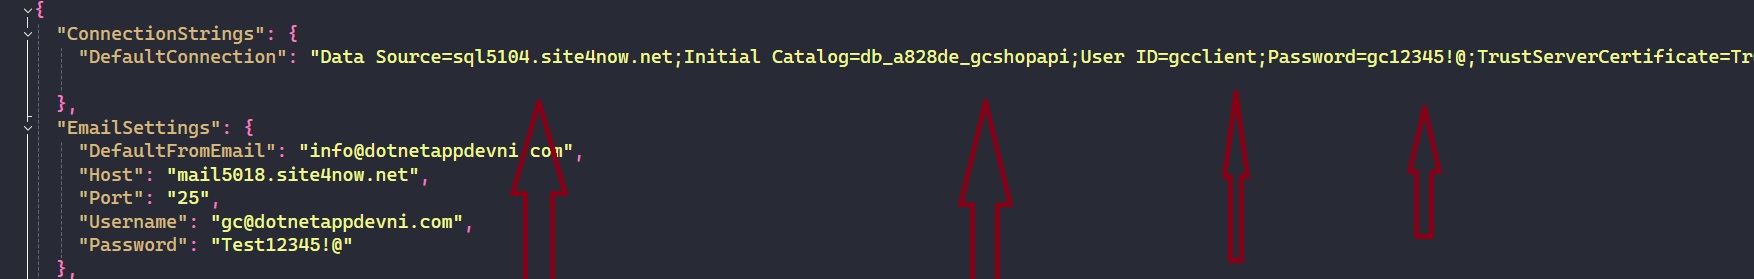 {
"ConnectionStrings": {
"DefaultConnection": "Data Source=sql5104.site4now.net;Initial Catalog=db_a828de_gcshopapi;User ID=gcclient;Password=gc12345!@;TrustServerCertificate=Tr
},
"EmailSettings": {
"DefaultFromEmail": "info@dotnetappdevni.com",
"Host": "mail5018.site4now.net",
"Port": "25",
"Username": "gc@dotnetappdevni.com",
"Password": "Test12345!@"
},